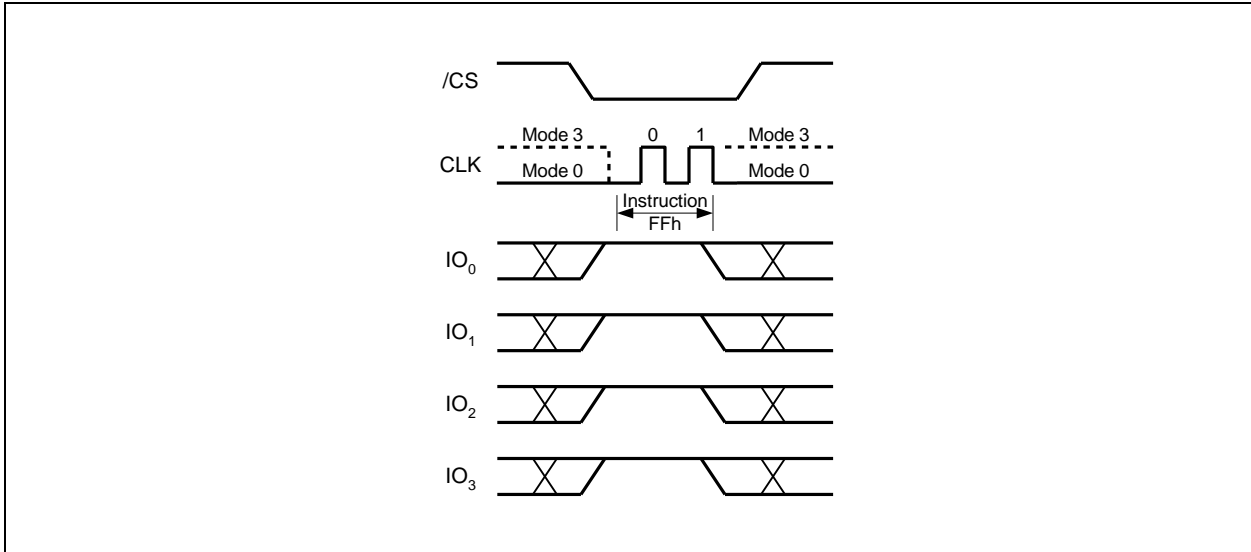 /CS
Mode 3 0 1 Mode 3
CLK
Mode 0 Mode 0
Instruction
FFh
IO0
IO1
IO2
IO3